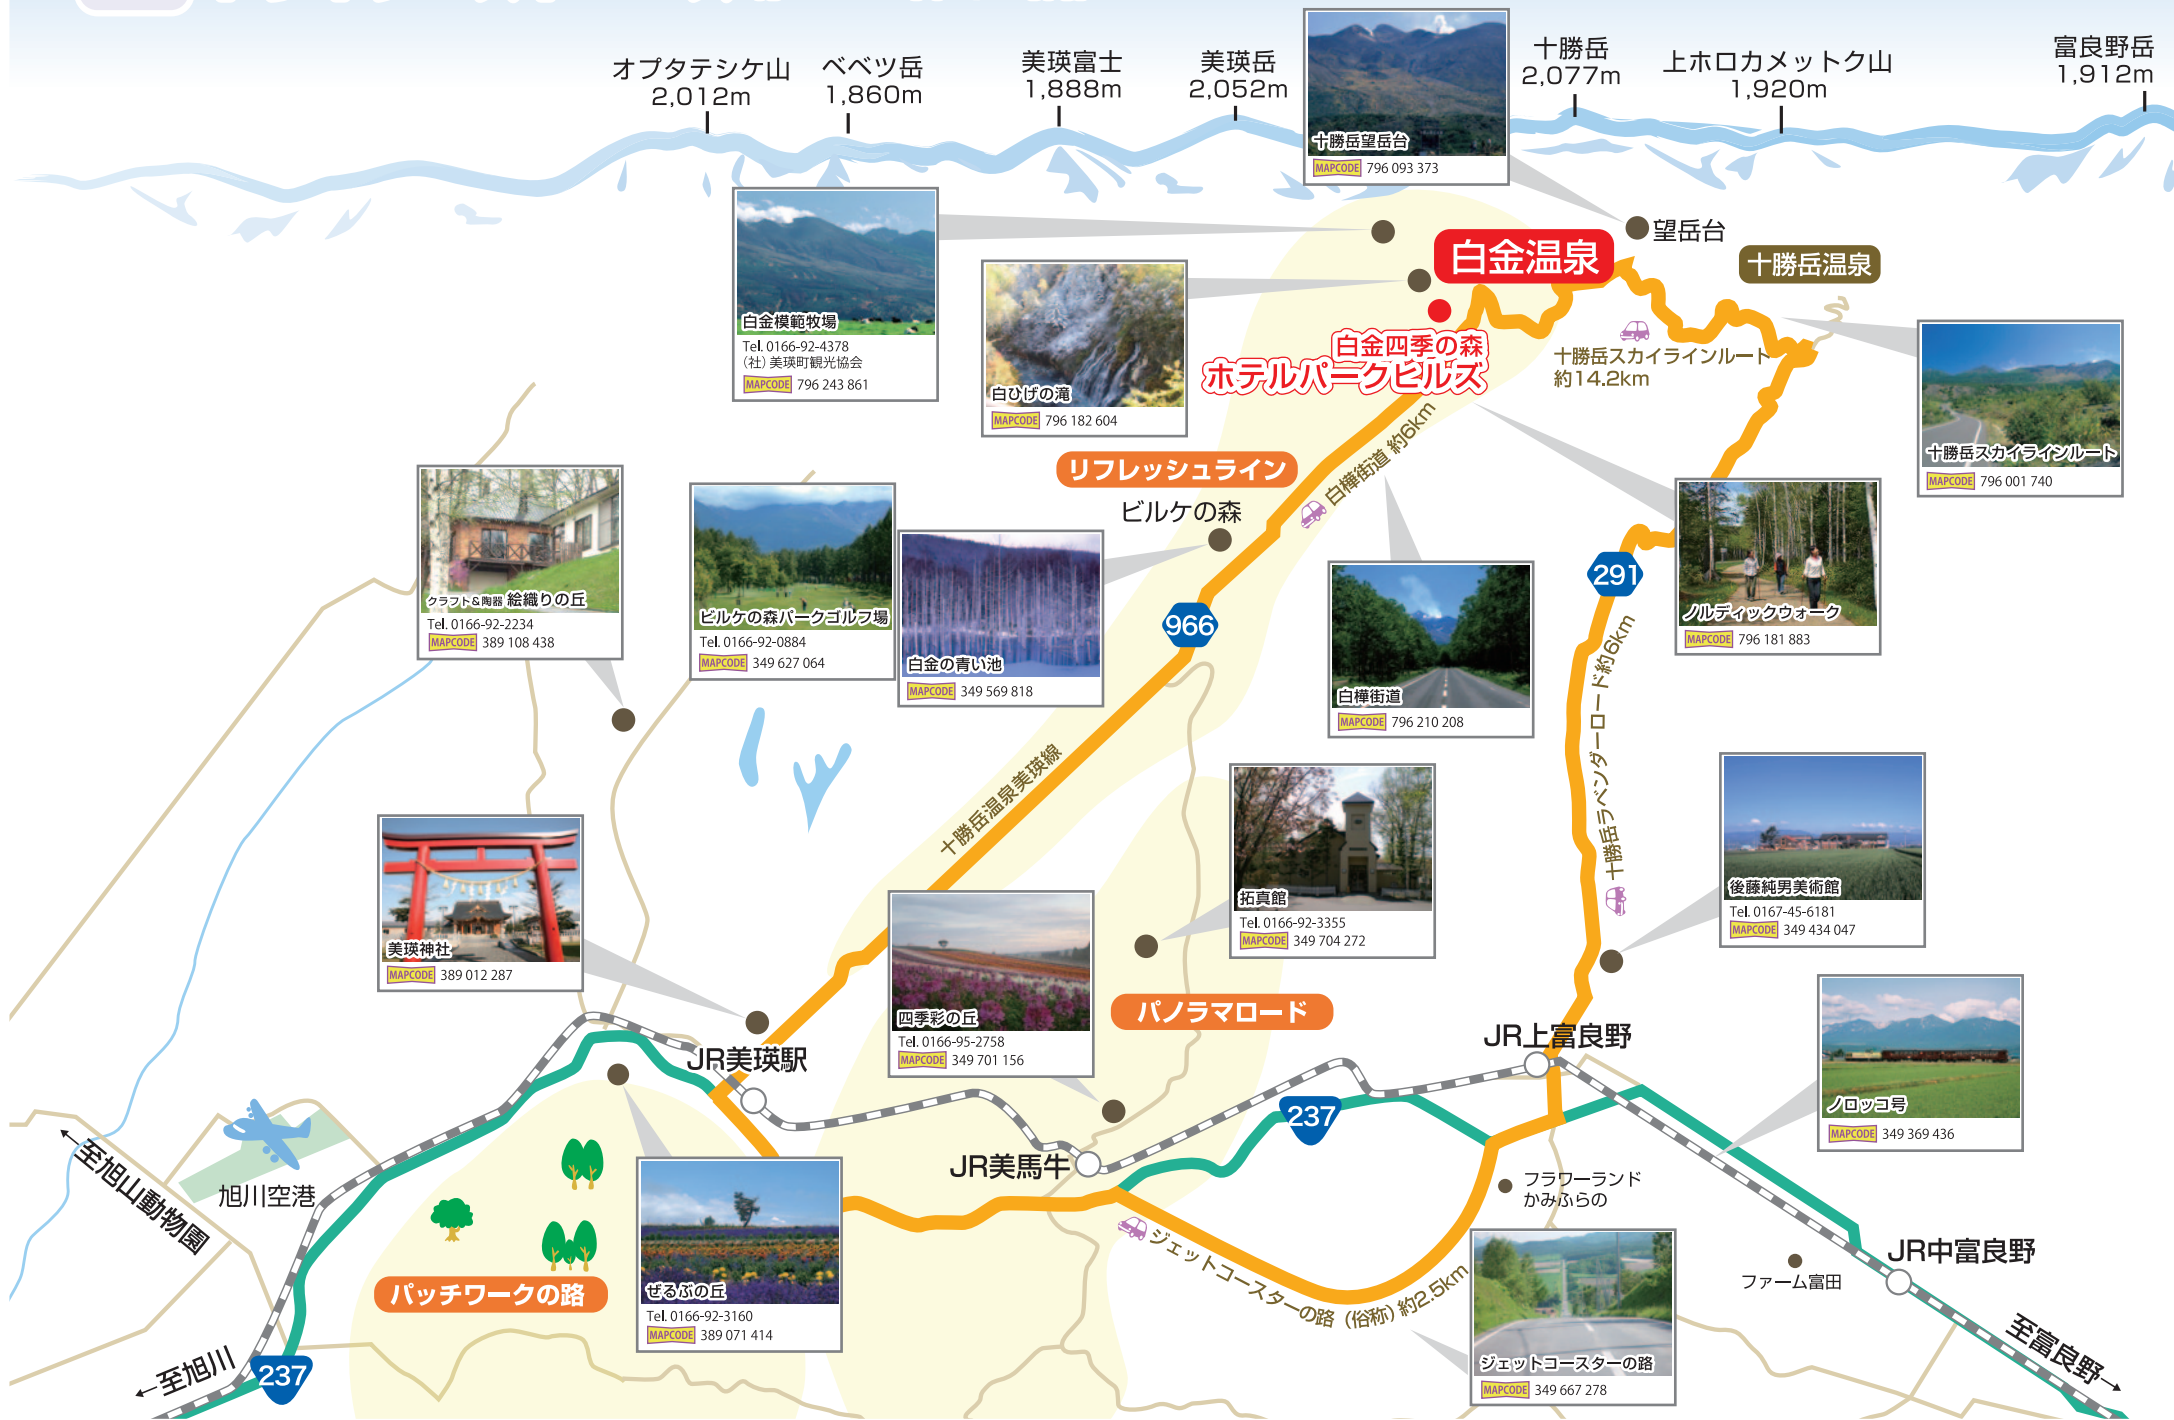 オプタテシケ山
2,012m
ベベツ岳
1,860m
美瑛富士
1,888m
美瑛岳
2,052m
十勝岳
2,077m
上ホロカメットク山
1,920m
富良野岳
1,912m
十勝岳望岳台
MAPCODE 796 093 373
白金模範牧場
Tel. 0166-92-4378
(社)美瑛町観光協会
MAPCODE 796 243 861
白ひげの滝
MAPCODE 796 182 604
望岳台
白金温泉
十勝岳温泉
白金四季の森
ホテルパークヒルズ
十勝岳スカイラインルート
約14.2km
十勝岳スカイラインルート
MAPCODE 796 001 740
リフレッシュライン
ビルケの森
白樺街道 約6km
クラフト&陶器 絵織りの丘
Tel. 0166-92-2234
MAPCODE 389 108 438
ビルケの森パークゴルフ場
Tel. 0166-92-0884
MAPCODE 349 627 064
白金の青い池
MAPCODE 349 569 818
966
白樺街道
MAPCODE 796 210 208
291
ノルディックウォーク
MAPCODE 796 181 883
十勝岳ラベンダーロード約6km
十勝岳温泉美瑛線
美瑛神社
MAPCODE 389 012 287
四季彩の丘
Tel. 0166-95-2758
MAPCODE 349 701 156
拓真館
Tel. 0166-92-3355
MAPCODE 349 704 272
後藤純男美術館
Tel. 0167-45-6181
MAPCODE 349 434 047
パノラマロード
JR美瑛駅
JR上富良野
ノロッコ号
MAPCODE 349 369 436
237
JR美馬牛
至旭山動物園
旭川空港
フラワーランド
かみふらの
ぜるぶの丘
Tel. 0166-92-3160
MAPCODE 389 071 414
パッチワークの路
ジェットコースターの路(俗称)約2.5km
ジェットコースターの路
MAPCODE 349 667 278
ファーム富田
JR中富良野
至富良野→
←至旭川
237